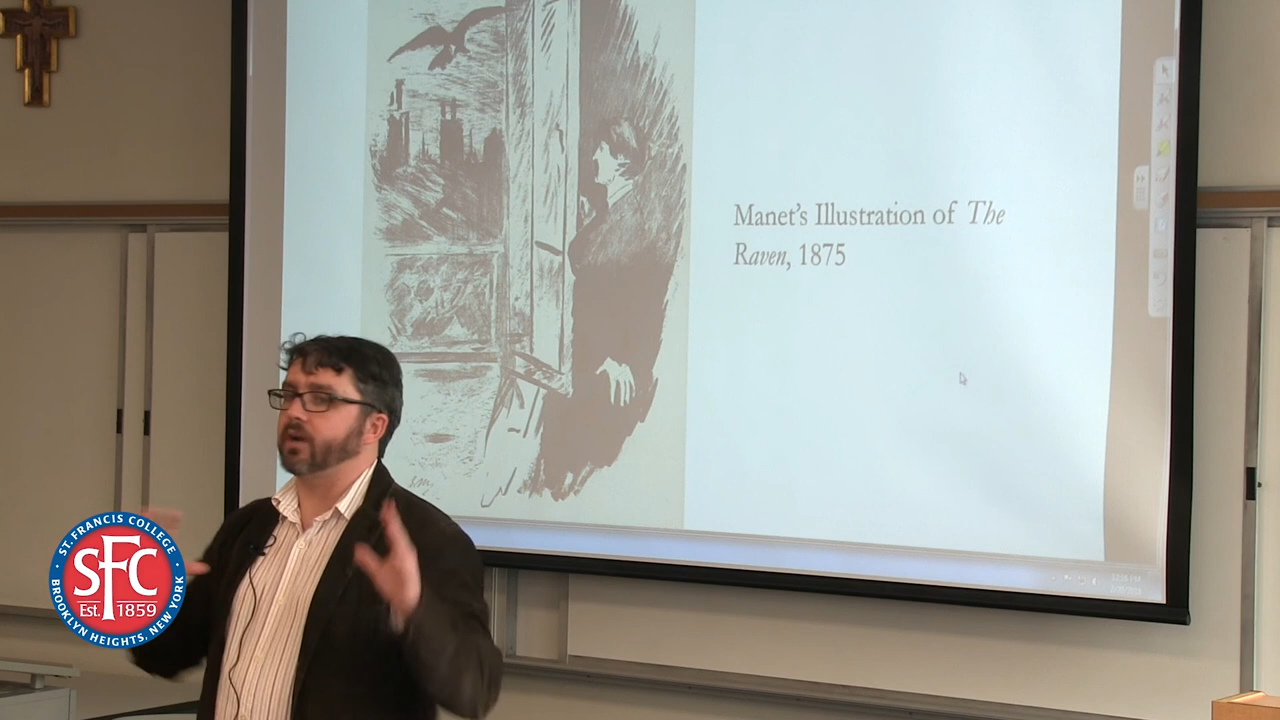 Manet's Illustration of The
Raven, 1875
ST. FRANCIS COLLEGE
SFC
Est. 1859
BROOKLYN HEIGHTS, NEW YORK